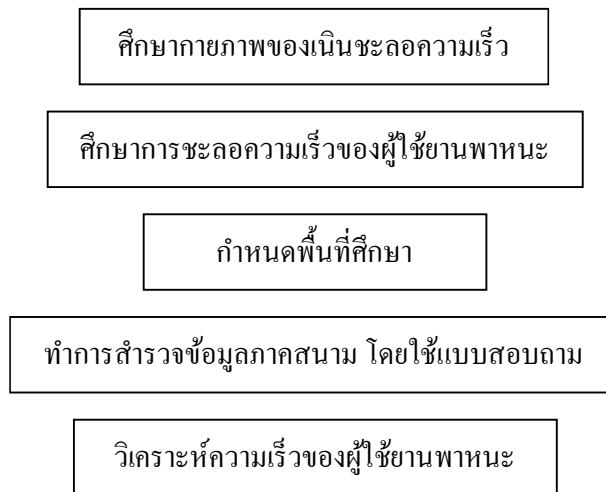 ศึกษากายภาพของเนินชะลอความเร็ว
ศึกษาการชะลอความเร็วของผู้ใช้ยานพาหนะ
กำหนดพื้นที่ศึกษา
ทำการสำรวจข้อมูลภาคสนาม โดยใช้แบบสอบถาม
วิเคราะห์ความเร็วของผู้ใช้ยานพาหนะ